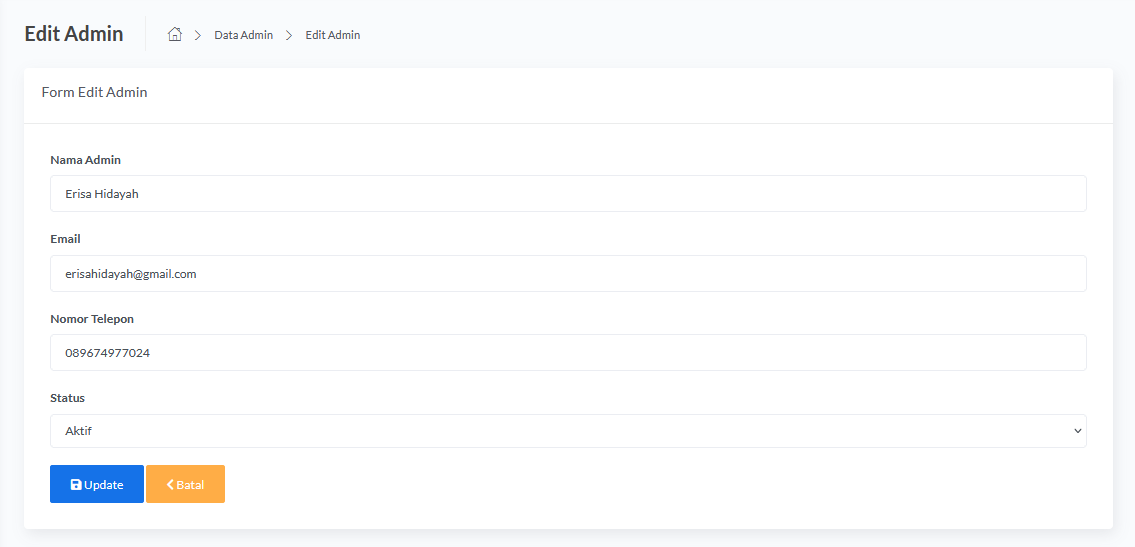 Edit Admin
Data Admin
Edit Admin
Form Edit Admin
Nama Admin
Erisa Hidayah
Email
erisahidayah@gmail.com
Nomor Telepon
089674977024
Status
Aktif
Update
Batal